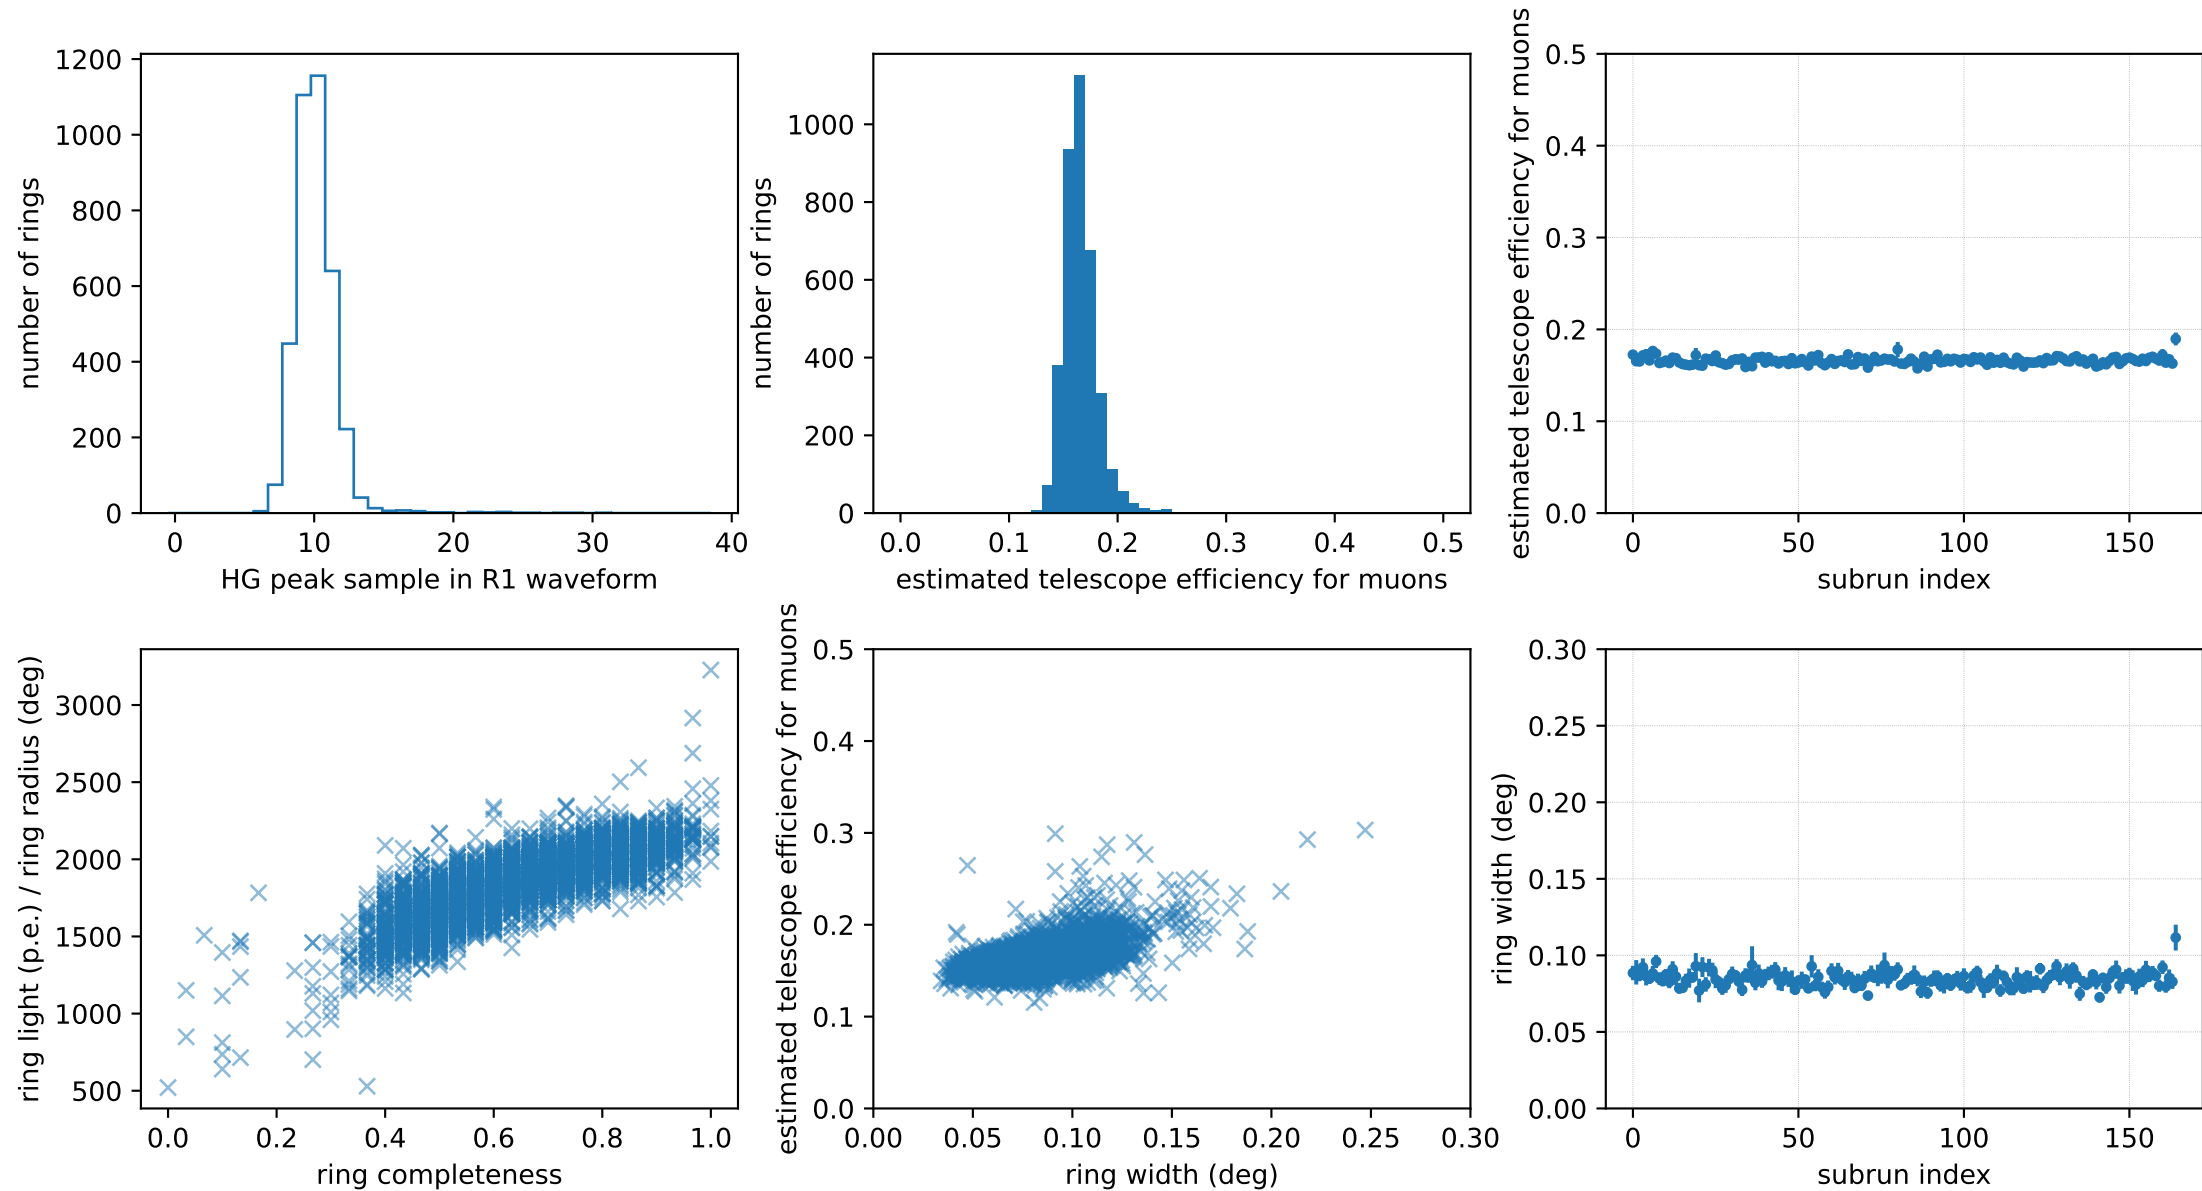 0
200
400
600
800
1000
1200
number of rings
0 10 20 30 40
HG peak sample in R1 waveform
0
200
400
600
800
1000
number of rings
0.0 0.1 0.2 0.3 0.4 0.5
estimated telescope efficiency for muons
0.0
0.1
0.2
0.3
0.4
0.5
estimated telescope efficiency for muons
0 50 100 150
subrun index
500
1000
1500
2000
2500
3000
ring light (p.e.) / ring radius (deg)
0.0 0.2 0.4 0.6 0.8 1.0
ring completeness
0.0
0.1
0.2
0.3
0.4
0.5
estimated telescope efficiency for muons
0.00 0.05 0.10 0.15 0.20 0.25 0.30
ring width (deg)
0.00
0.05
0.10
0.15
0.20
0.25
0.30
ring width (deg)
0 50 100 150
subrun index